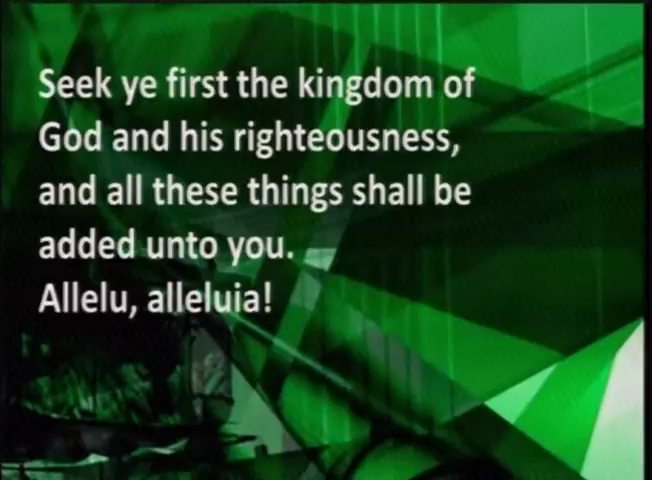 Seek ye first the kingdom of
God and his righteousness,
and all these things shall be
added unto you.
Allelu, alleluia!